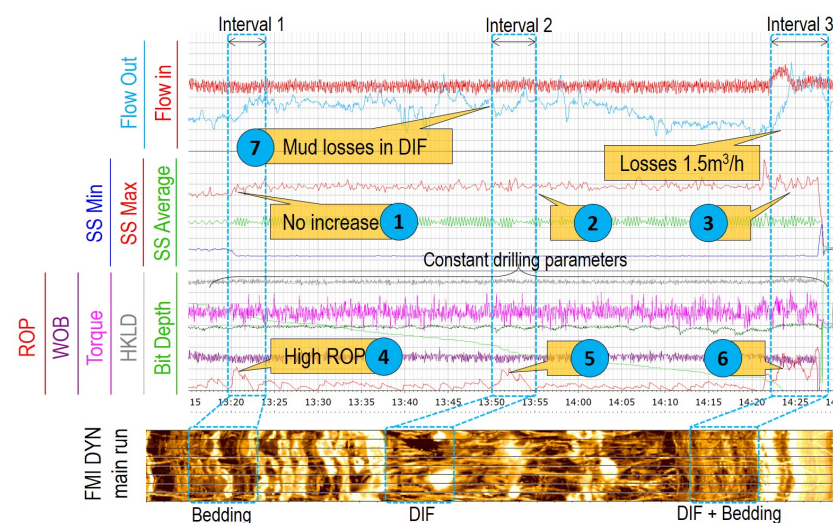 Interval 1
Interval 2
Interval 3
Flow Out
Flow in
7
Mud losses in DIF
Losses 1.5m³/h
SS Min
SS Max
SS Average
No increase
1
2
3
Constant drilling parameters
ROP
WOB
Torque
HKLD
Bit Depth
High ROP
4
5
6
15 13:20 13:25 13:30 13:35 13:40 13:45 13:50 13:55 14:00 14:05 14:10 14:15 14:20 14:25 14
FMI DYN
main run
Bedding
DIF
DIF + Bedding